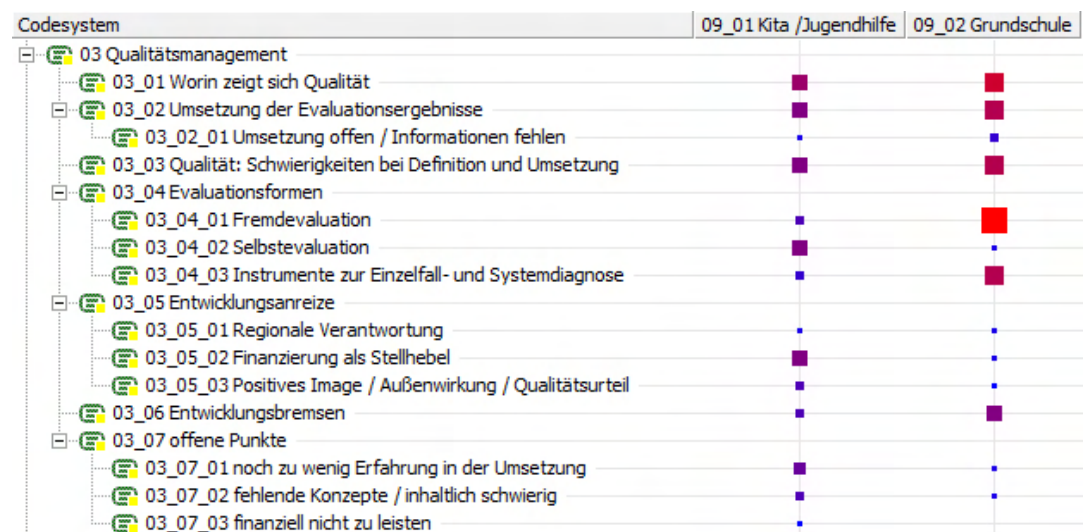 Codesystem 09_01 Kita /Jugendhilfe 09_02 Grundschule
03 Qualitätsmanagement
03_01 Worin zeigt sich Qualität
03_02 Umsetzung der Evaluationsergebnisse
03_02_01 Umsetzung offen / Informationen fehlen
03_03 Qualität: Schwierigkeiten bei Definition und Umsetzung
03_04 Evaluationsformen
03_04_01 Fremdevaluation
03_04_02 Selbstevaluation
03_04_03 Instrumente zur Einzelfall- und Systemdiagnose
03_05 Entwicklungsanreize
03_05_01 Regionale Verantwortung
03_05_02 Finanzierung als Stellhebel
03_05_03 Positives Image / Außenwirkung / Qualitätsurteil
03_06 Entwicklungsbremsen
03_07 offene Punkte
03_07_01 noch zu wenig Erfahrung in der Umsetzung
03_07_02 fehlende Konzepte / inhaltlich schwierig
03_07_03 finanziell nicht zu leisten